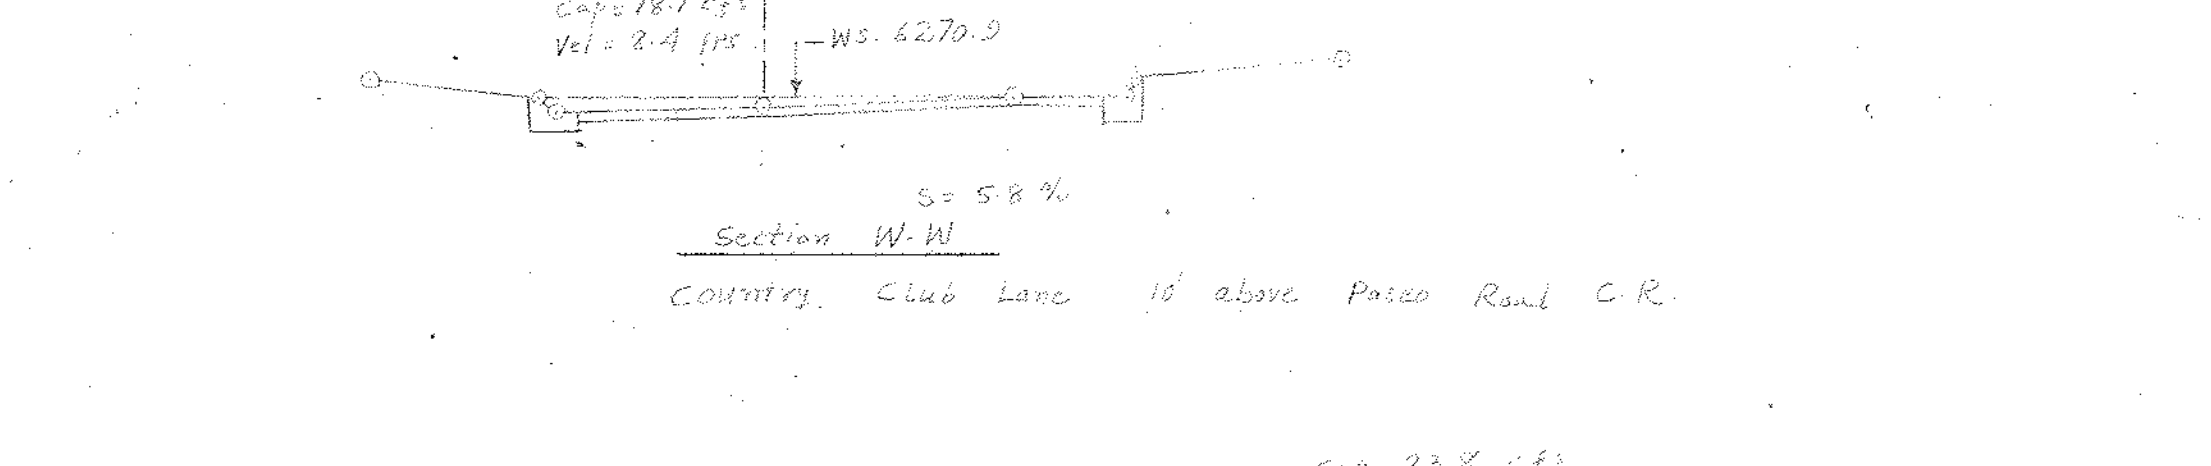 Cap = 18.7 cfs
Vel = 2.4 fps
WS. 6270.9
S = 5.8 %
Section W-W
Country Club Lane 10' above Paseo Road C.R.